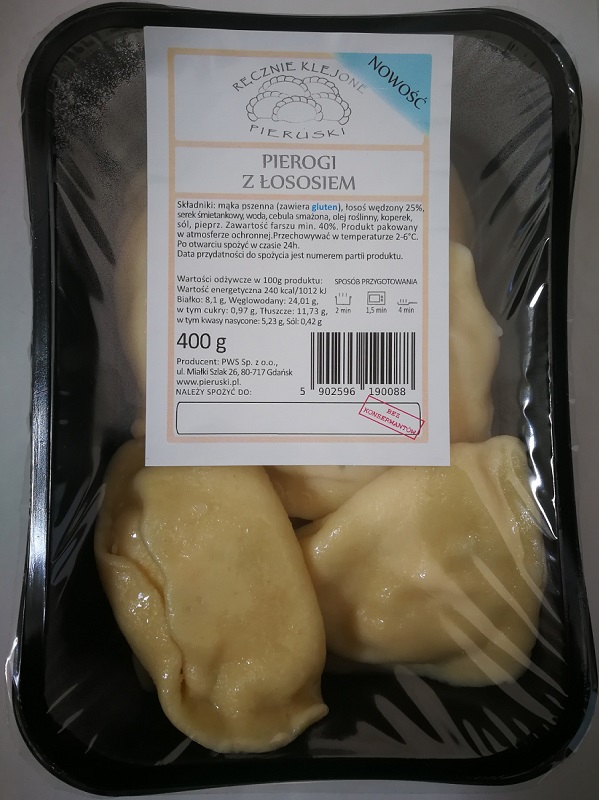 RĘCZNIE KLEJONE
PIERUSKI
NOWOŚĆ
PIEROGI
Z ŁOSOSIEM
Składniki: mąka pszenna (zawiera gluten), łosoś wędzony 25%,
serek śmietankowy, woda, cebula smażona, olej roślinny, koperek,
sól, pieprz. Zawartość farszu min. 40%. Produkt pakowany
w atmosferze ochronnej.Przechowywać w temperaturze 2-6°C.
Po otwarciu spożyć w czasie 24h.
Data przydatności do spożycia jest numerem partii produktu.
Wartości odżywcze w 100g produktu:
Wartość energetyczna 240 kcal/1012 kJ
Białko: 8,1 g, Węglowodany: 24,01 g,
w tym cukry: 0,97 g, Tłuszcze: 11,73 g,
w tym kwasy nasycone: 5,23 g, Sól: 0,42 g
SPOSÓB PRZYGOTOWANIA
2 min 1,5 min 4 min
400 g
Producent: PWS Sp. z o.o.,
ul. Miałki Szlak 26, 80-717 Gdańsk
www.pieruski.pl.
NALEŻY SPOŻYĆ DO:
5 902596 190088
BEZ
KONSERWANTÓW